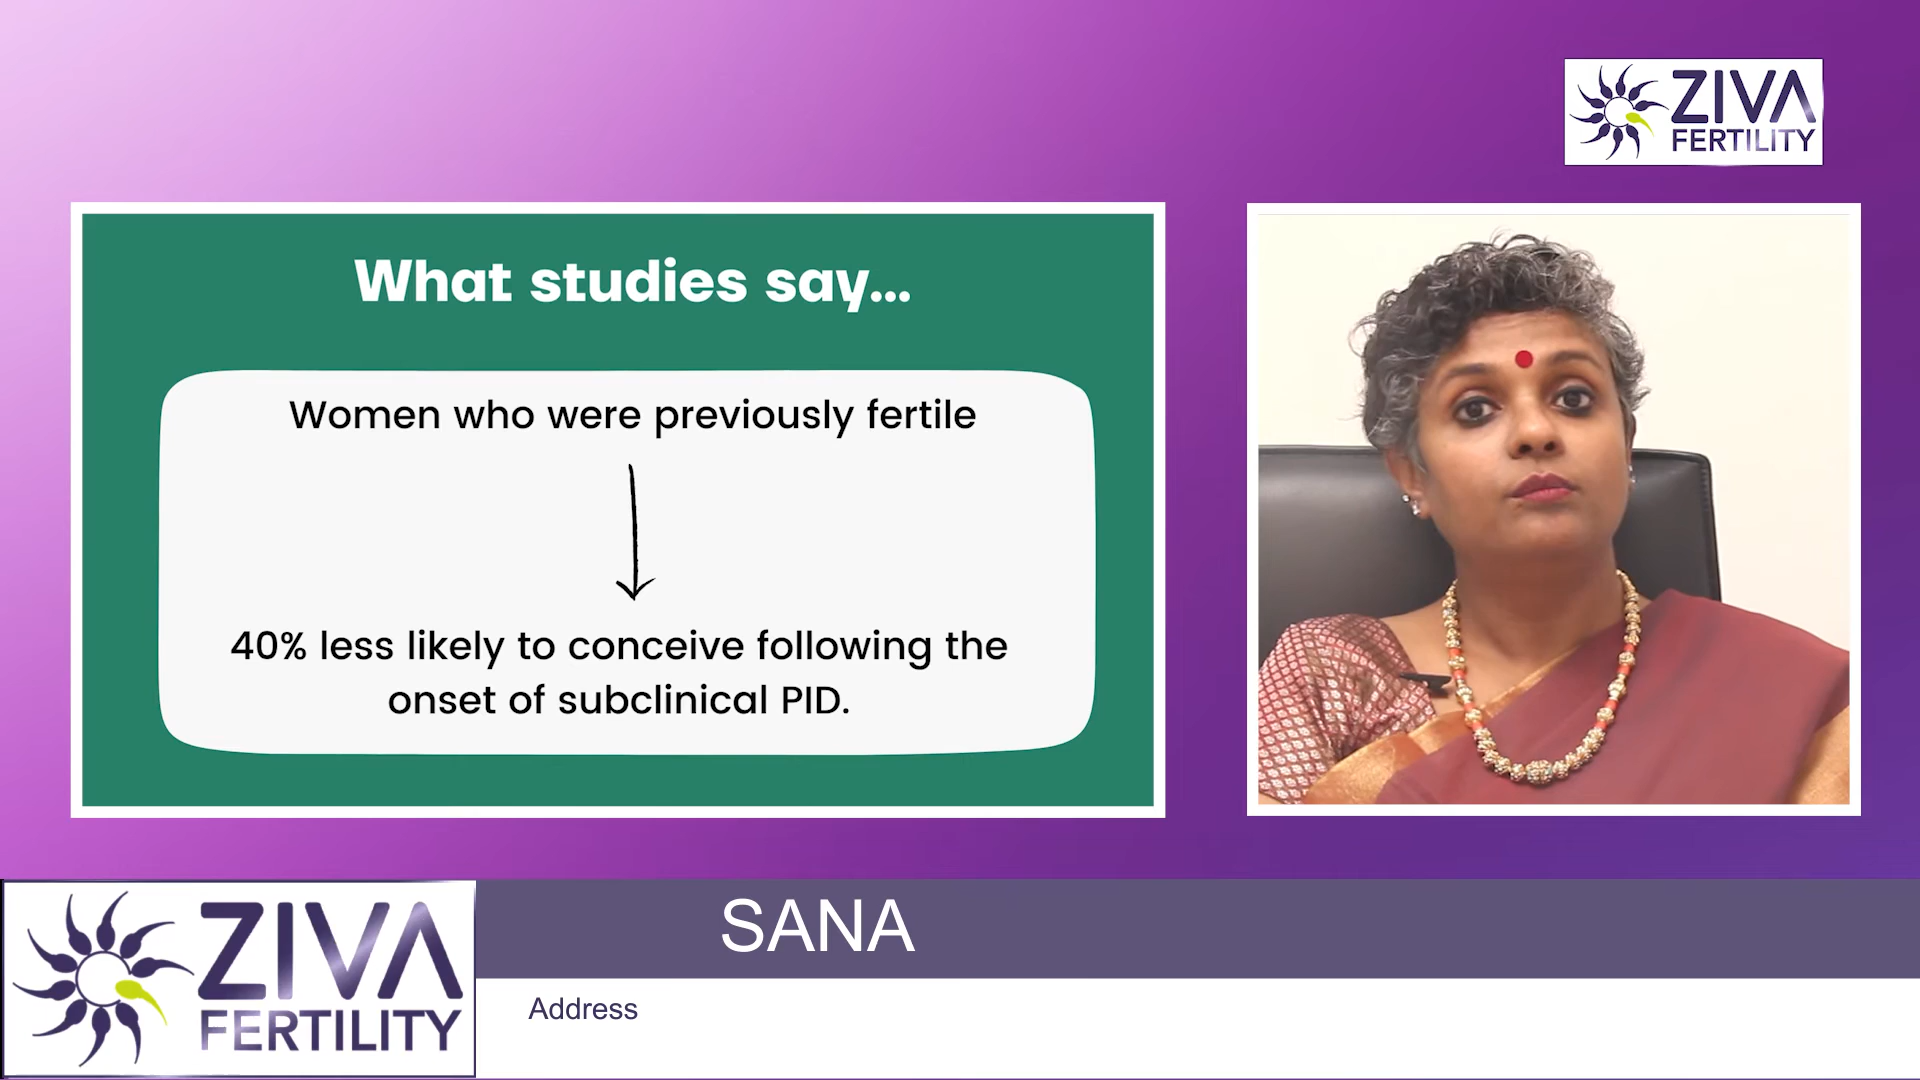 ZIVA
FERTILITY
What studies say...
Women who were previously fertile
40% less likely to conceive following the
onset of subclinical PID.
ZIVA
FERTILITY
SANA
Address